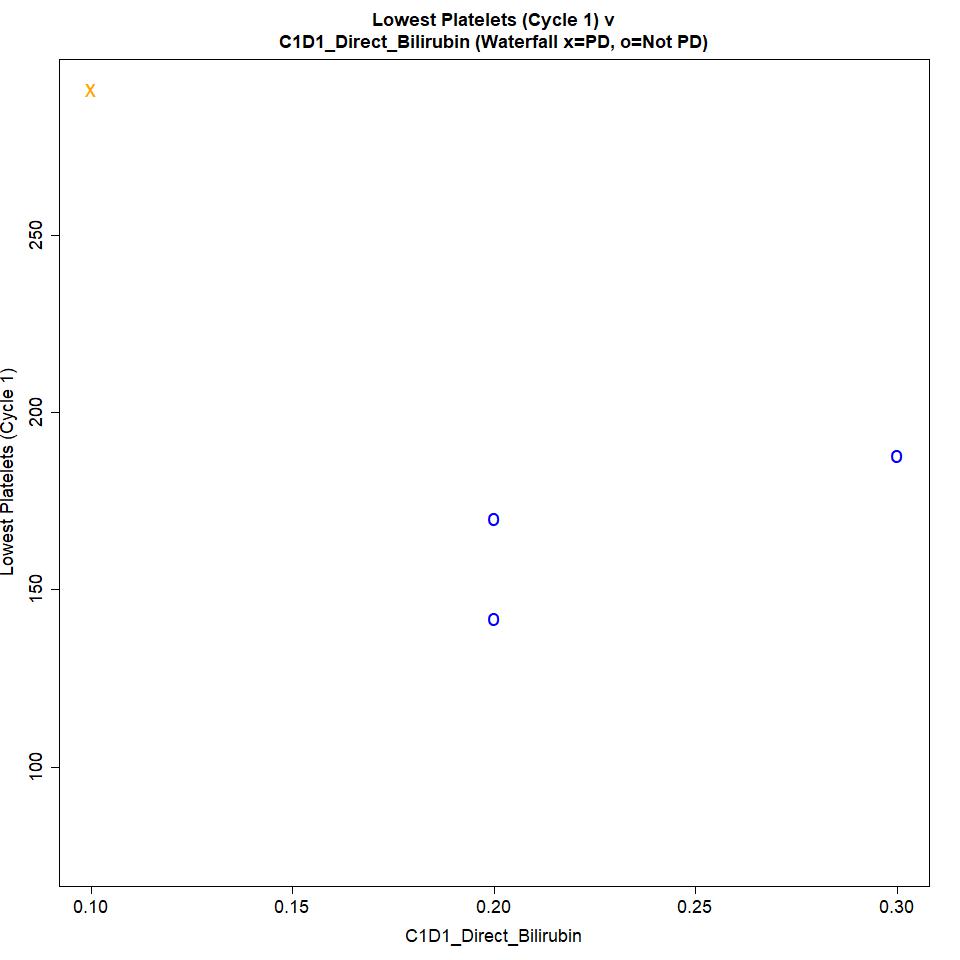 Lowest Platelets (Cycle 1) v
C1D1_Direct_Bilirubin (Waterfall x=PD, o=Not PD)
x
250
200
150
100
Lowest Platelets (Cycle 1)
o
o
o
0.10 0.15 0.20 0.25 0.30
C1D1_Direct_Bilirubin